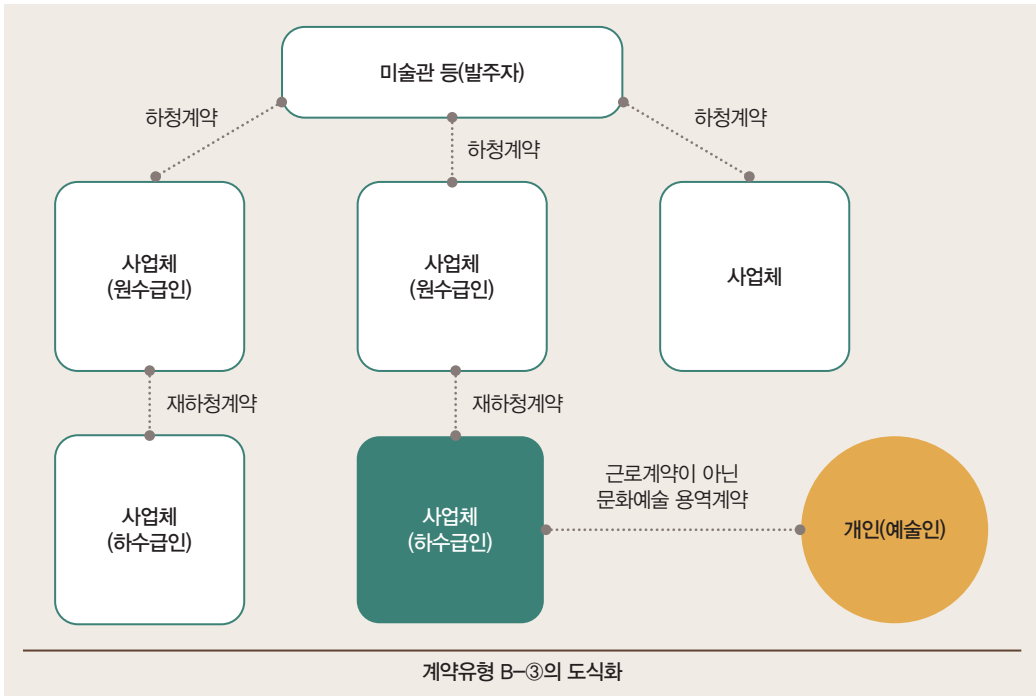 미술관 등(발주자)
하청계약
하청계약
하청계약
사업체
(원수급인)
사업체
(원수급인)
사업체
재하청계약
재하청계약
사업체
(하수급인)
사업체
(하수급인)
근로계약이 아닌
문화예술 용역계약
개인(예술인)
계약유형 B–③의 도식화